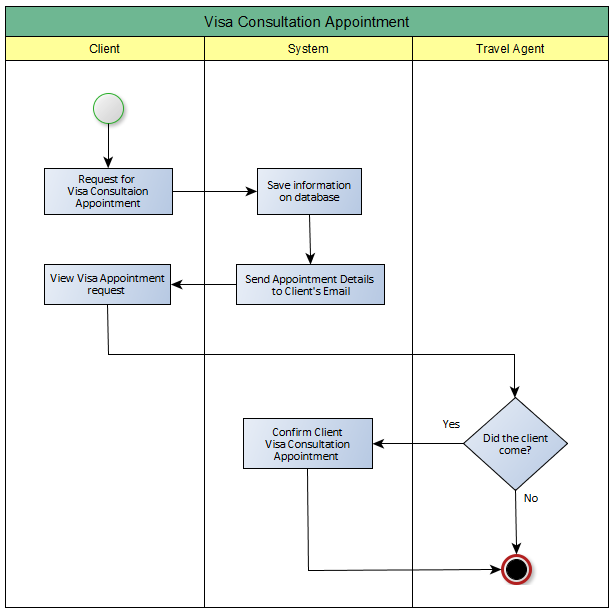 Visa Consultation Appointment
Client
System
Travel Agent
Request for
Visa Consultaion
Appointment
Save information
on database
View Visa Appointment
request
Send Appointment Details
to Client's Email
Confirm Client
Visa Consultation
Appointment
Yes
Did the client
come?
No